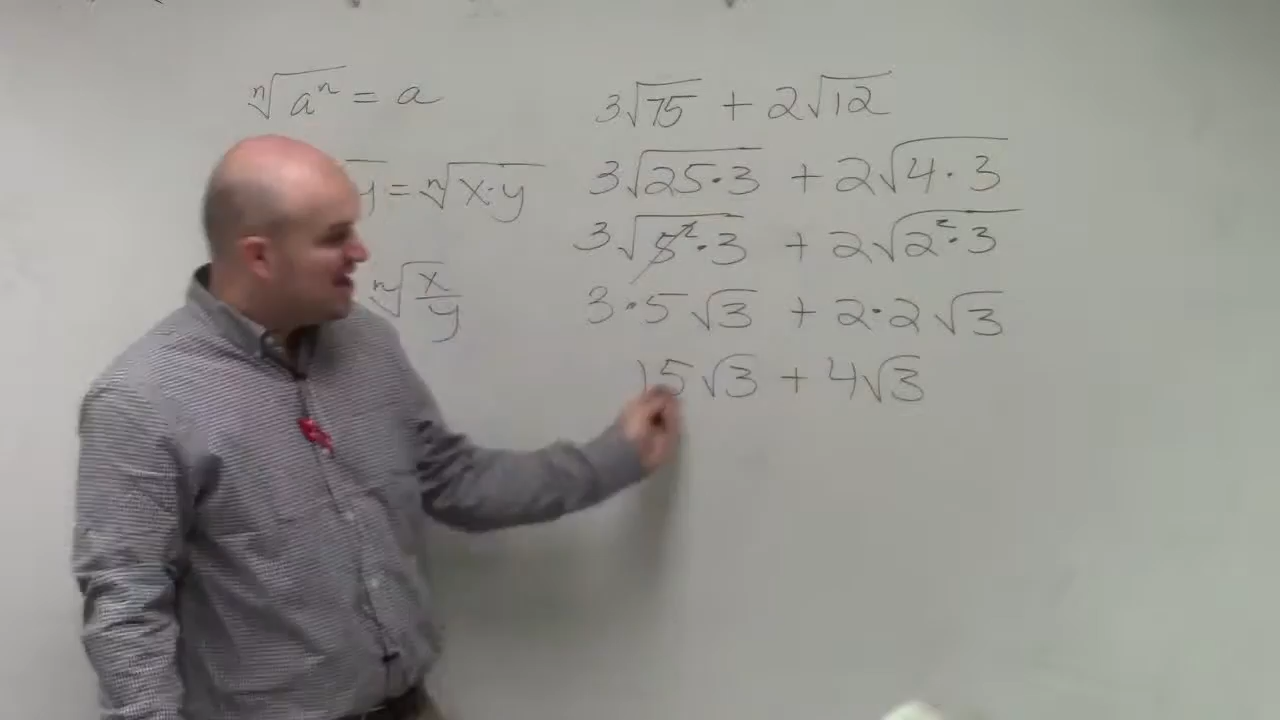 ⁿ√aⁿ = a
y = ⁿ√x·y
ⁿ√x/y
3√75 + 2√12
3√25·3 + 2√4·3
3√5²·3 + 2√2²·3
3·5√3 + 2·2√3
15√3 + 4√3